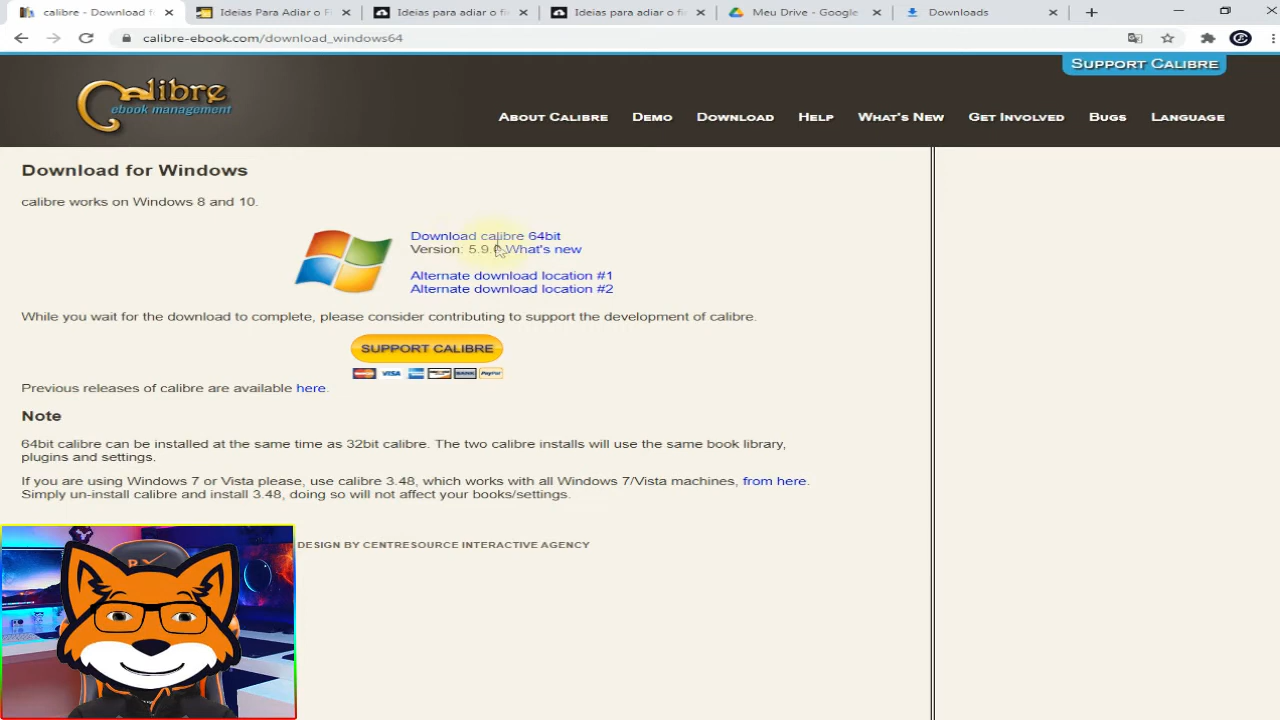 calibre - Download f
Ideias Para Adiar o F
Ideias para adiar o fi
Ideias para adiar o fi
Meu Drive - Google
Downloads
calibre-ebook.com/download_windows64
SUPPORT CALIBRE
Calibre
ebook management
ABOUT CALIBRE DEMO DOWNLOAD HELP WHAT'S NEW GET INVOLVED BUGS LANGUAGE
Download for Windows
calibre works on Windows 8 and 10.
Download calibre 64bit
Version: 5.9.0 What's new
Alternate download location #1
Alternate download location #2
While you wait for the download to complete, please consider contributing to support the development of calibre.
SUPPORT CALIBRE
VISA BANK PayPal
Previous releases of calibre are available here.
Note
64bit calibre can be installed at the same time as 32bit calibre. The two calibre installs will use the same book library,
plugins and settings.
If you are using Windows 7 or Vista please, use calibre 3.48, which works with all Windows 7/Vista machines, from here.
Simply un-install calibre and install 3.48, doing so will not affect your books/settings.
DESIGN BY CENTRESOURCE INTERACTIVE AGENCY